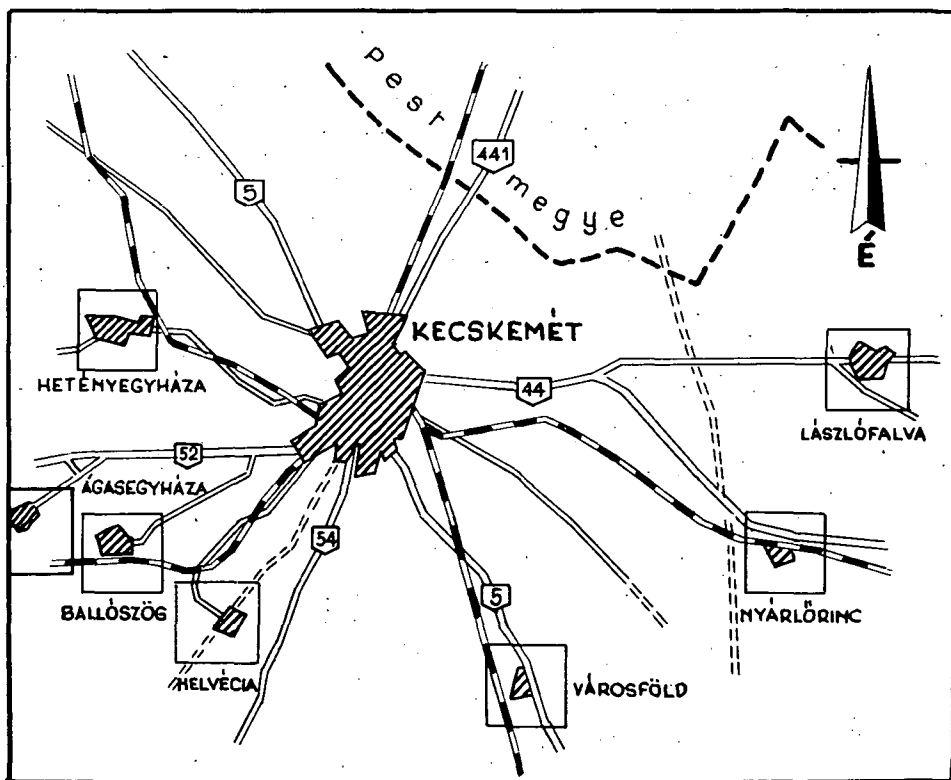 Pest megye
441
5
É
KECSKEMÉT
HETÉNYEGYHÁZA
44
LÁSZLÓFALVA
52
ÁGASEGYHÁZA
54
5
BALLÓSZÖG
NYÁRLŐRINC
HELVÉCIA
VÁROSFÖLD